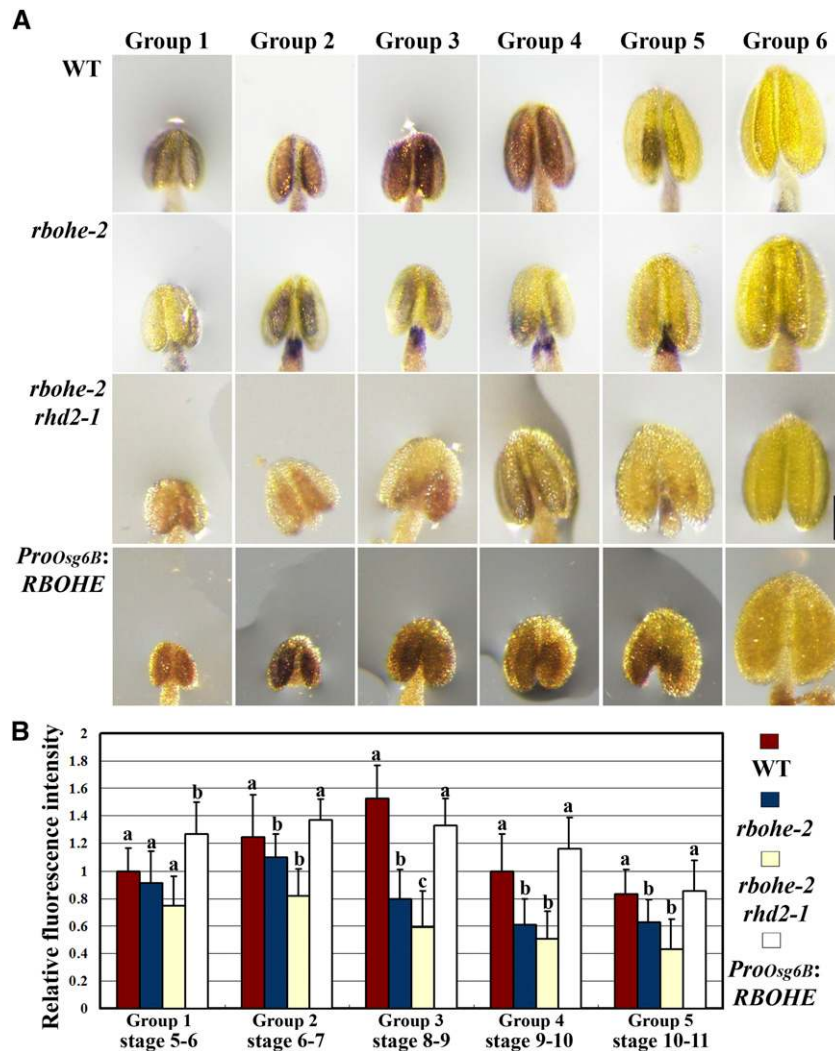 A
Group 1 Group 2 Group 3 Group 4 Group 5 Group 6
WT
rbohe-2
rbohe-2
rhd2-1
ProOsg6B:
RBOHE
B
Relative fluorescence intensity
2
1.8
1.6
1.4
1.2
1
0.8
0.6
0.4
0.2
0
a a a b
a b b a
a b c a
a b b a
a b b a
Group 1 Group 2 Group 3 Group 4 Group 5
stage 5-6 stage 6-7 stage 8-9 stage 9-10 stage 10-11
WT
rbohe-2
rbohe-2
rhd2-1
ProOsg6B:
RBOHE